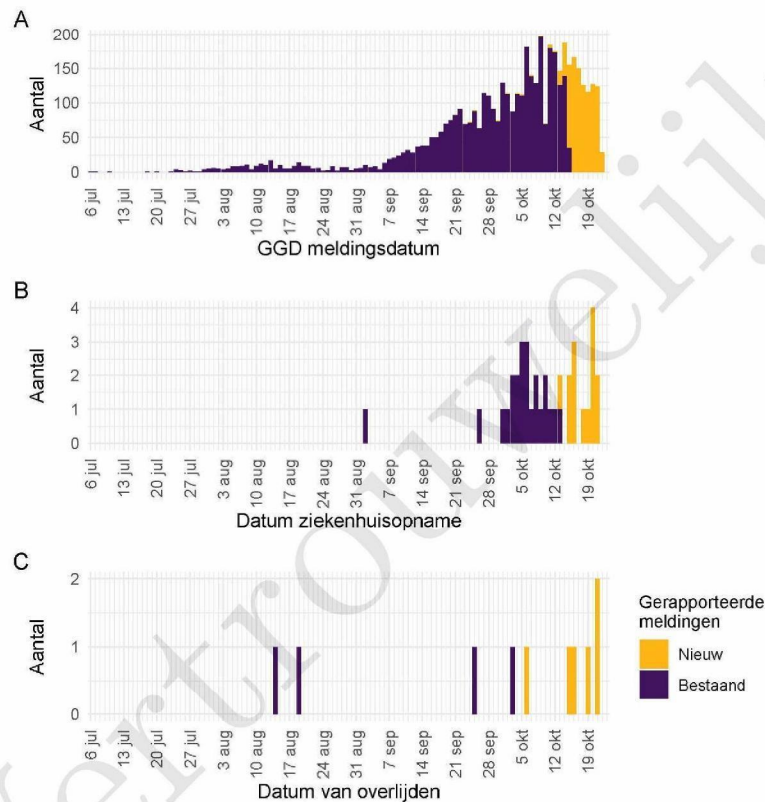 A
Aantal
200
150
100
50
0
6 jul
13 jul
20 jul
27 jul
3 aug
10 aug
17 aug
24 aug
31 aug
7 sep
14 sep
21 sep
28 sep
5 okt
12 okt
19 okt
GGD meldingsdatum
B
Aantal
4
3
2
1
0
6 jul
13 jul
20 jul
27 jul
3 aug
10 aug
17 aug
24 aug
31 aug
7 sep
14 sep
21 sep
28 sep
5 okt
12 okt
19 okt
Datum ziekenhuisopname
C
Aantal
2
1
0
6 jul
13 jul
20 jul
27 jul
3 aug
10 aug
17 aug
24 aug
31 aug
7 sep
14 sep
21 sep
28 sep
5 okt
12 okt
19 okt
Datum van overlijden
Gerapporteerde
meldingen
Nieuw
Bestaand
fertrouwelijk